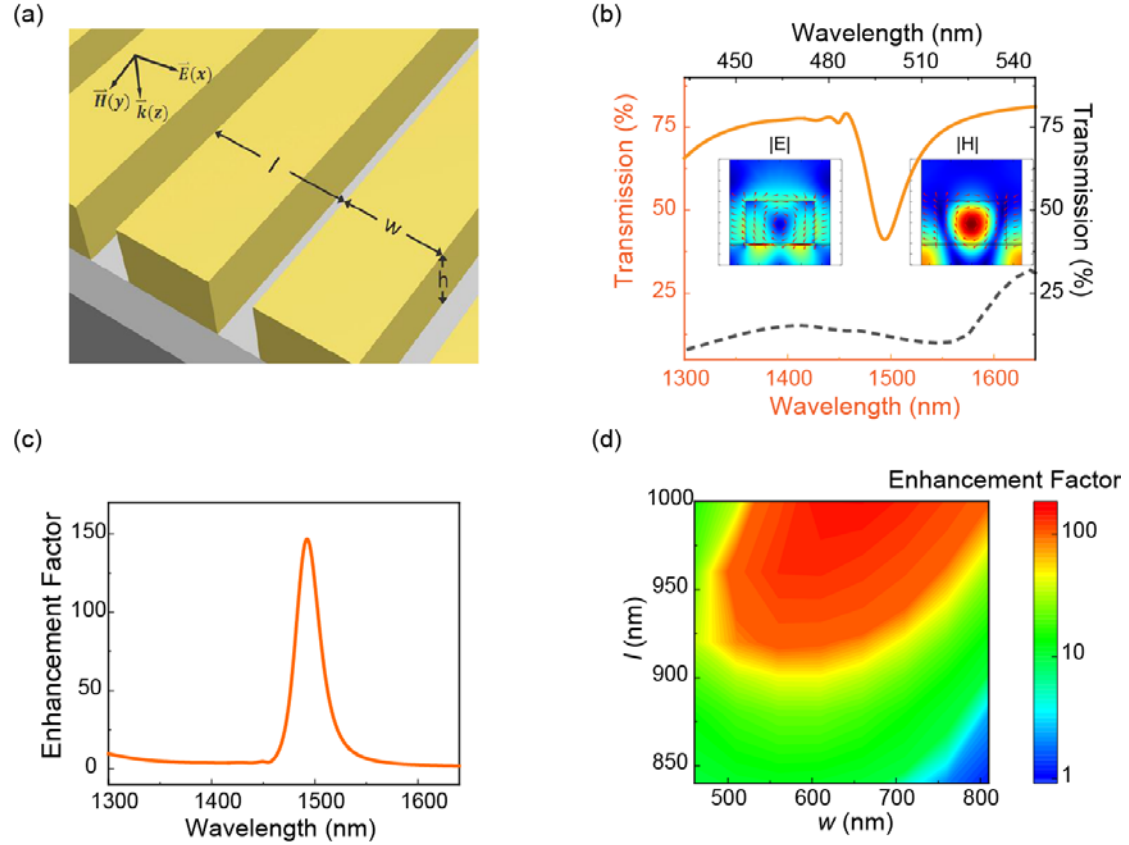 (a)
E(x)
H(y)
k(z)
l
w
h
(b)
Wavelength (nm)
450 480 510 540
Transmission (%)
75
50
25
|E|
|H|
75
50
25
Transmission (%)
1300 1400 1500 1600
Wavelength (nm)
(c)
Enhancement Factor
150
100
50
0
1300 1400 1500 1600
Wavelength (nm)
(d)
Enhancement Factor
1000
950
900
850
l (nm)
500 600 700 800
w (nm)
100
10
1